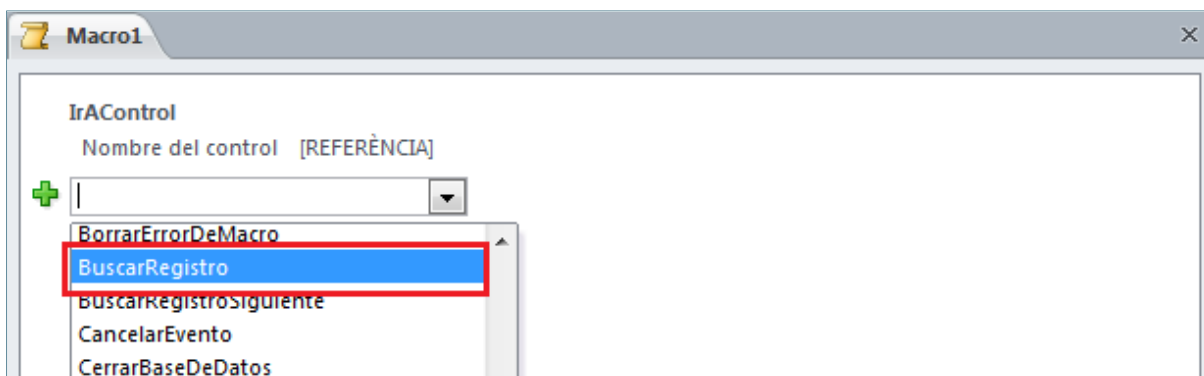 Macro1
IrAControl
Nombre del control [REFERÈNCIA]
BorrarErrorDeMacro
BuscarRegistro
BuscarRegistroSiguiente
CancelarEvento
CerrarBaseDeDatos